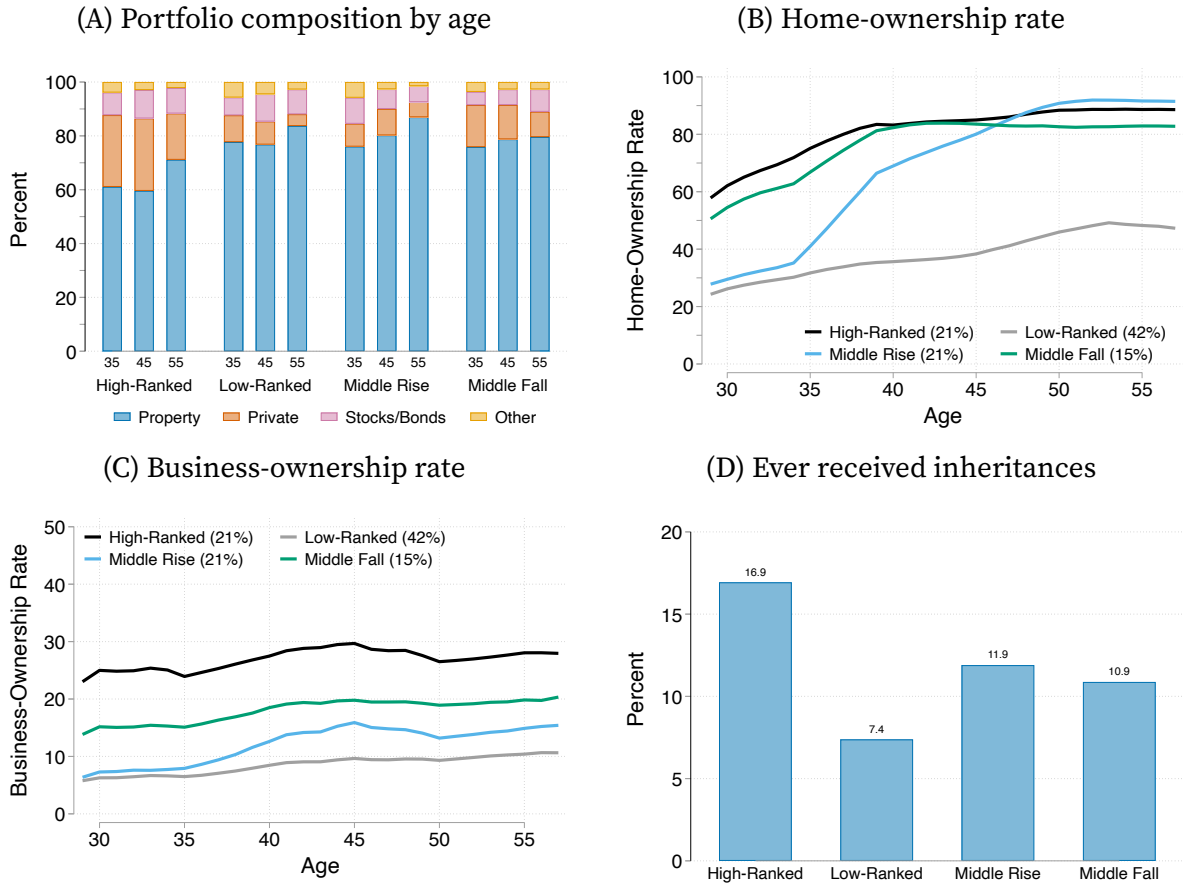 (A) Portfolio composition by age
Percent
100
80
60
40
20
0
35 45 55 35 45 55 35 45 55 35 45 55
High-Ranked Low-Ranked Middle Rise Middle Fall
Property Private Stocks/Bonds Other
(B) Home-ownership rate
Home-Ownership Rate
100
80
60
40
20
0
High-Ranked (21%) Low-Ranked (42%)
Middle Rise (21%) Middle Fall (15%)
30 35 40 45 50 55
Age
(C) Business-ownership rate
Business-Ownership Rate
50
40
30
20
10
0
High-Ranked (21%) Low-Ranked (42%)
Middle Rise (21%) Middle Fall (15%)
30 35 40 45 50 55
Age
(D) Ever received inheritances
Percent
20
15
10
5
0
16.9
7.4
11.9
10.9
High-Ranked Low-Ranked Middle Rise Middle Fall